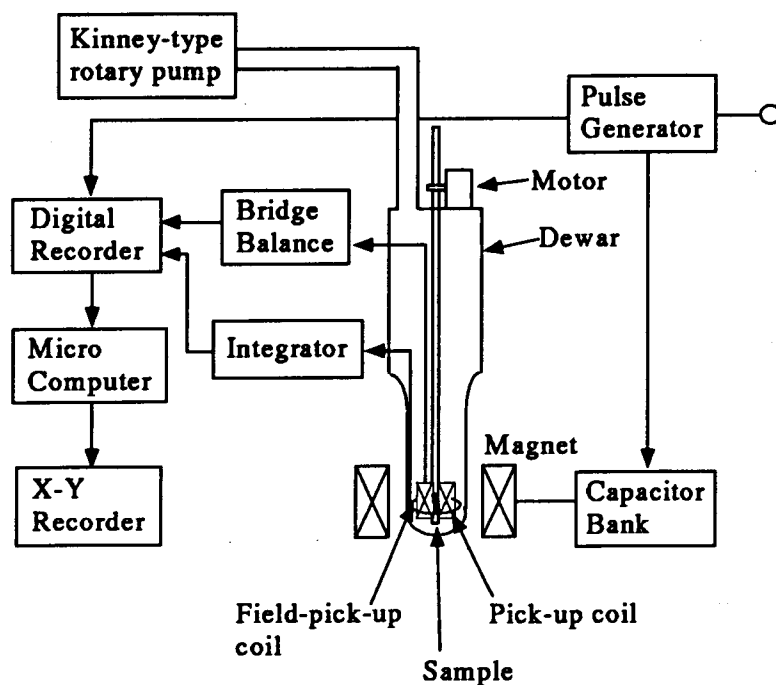 Kinney-type
rotary pump
Pulse
Generator
Motor
Digital
Recorder
Bridge
Balance
Dewar
Micro
Computer
Integrator
Magnet
X-Y
Recorder
Capacitor
Bank
Field-pick-up
coil
Pick-up coil
Sample